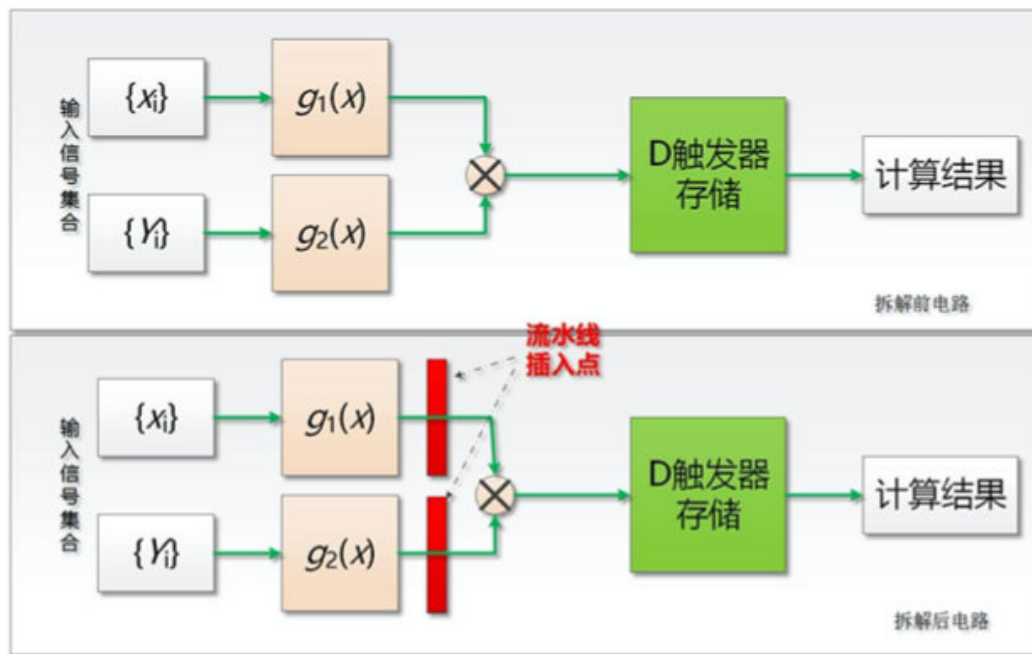 输入信号集合
{xi}
g1(x)
{Yi}
g2(x)
D触发器
存储
计算结果
拆解前电路
流水线
插入点
输入信号集合
{xi}
g1(x)
{Yi}
g2(x)
D触发器
存储
计算结果
拆解后电路